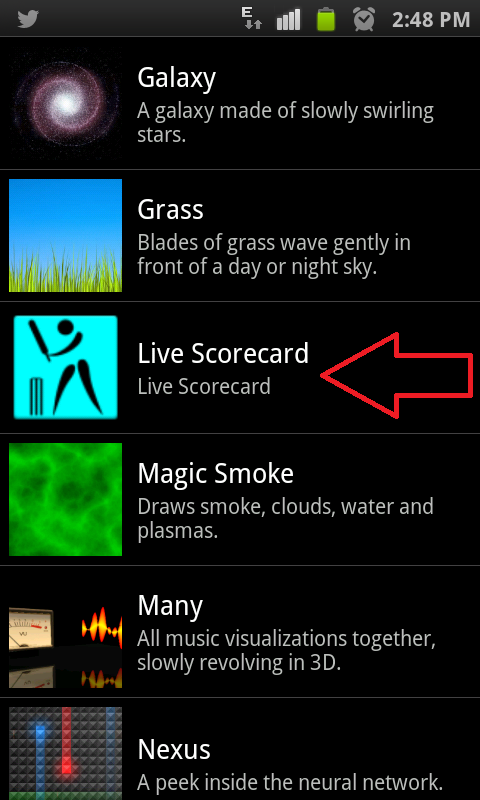 E
2:48 PM
Galaxy
A galaxy made of slowly swirling
stars.
Grass
Blades of grass wave gently in
front of a day or night sky.
Live Scorecard
Live Scorecard
Magic Smoke
Draws smoke, clouds, water and
plasmas.
Many
All music visualizations together,
slowly revolving in 3D.
VU
Nexus
A peek inside the neural network.